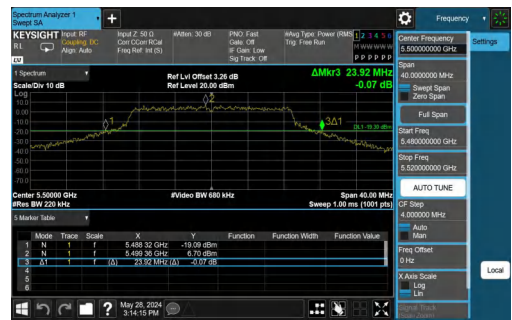 Spectrum Analyzer 1
Swept SA
Frequency
KEYSIGHT
Input: RF
Coupling: DC
Align: Auto
Input Z: 50 Ω
Corr CCorr RCal
Freq Ref: Int (S)
#Atten: 30 dB
PNO: Fast
Gate: Off
IF Gain: Low
Sig Track: Off
#Avg Type: Power (RMS
Trig: Free Run
1 2 3 4 5 6
M W W W W W
P P P P P P
RL
Center Frequency
5.500000000 GHz
Settings
Span
40.0000000 MHz
Swept Span
Zero Span
Full Span
Start Freq
5.480000000 GHz
Stop Freq
5.520000000 GHz
AUTO TUNE
CF Step
4.000000 MHz
Auto
Man
Freq Offset
0 Hz
X Axis Scale
Log
Lin
Signal Track
Local
1 Spectrum
Scale/Div 10 dB
Ref Lvl Offset 3.26 dB
Ref Level 20.00 dBm
ΔMkr3 23.92 MHz
-0.07 dB
Log
10.0
0.00
-10.0
-20.0
-30.0
-40.0
-50.0
-60.0
-70.0
1
2
3Δ1
DL1 -19.30 dBm
Center 5.50000 GHz
#Res BW 220 kHz
#Video BW 680 kHz
Span 40.00 MHz
Sweep 1.00 ms (1001 pts)
5 Marker Table
Mode Trace Scale X Y Function Function Width Function Value
1 N 1 f 5.488 32 GHz -19.09 dBm
2 N 1 f 5.499 36 GHz 6.70 dBm
3 Δ1 1 f (Δ) 23.92 MHz (Δ) -0.07 dB
4
5
6
May 28, 2024
3:14:15 PM